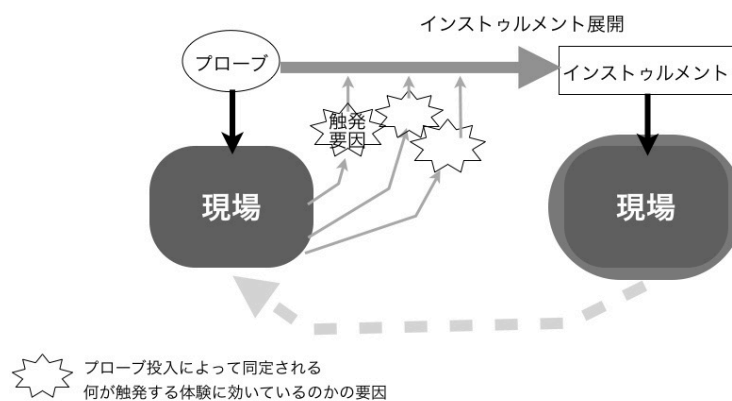 インストゥルメント展開
プローブ
インストゥルメント
触発
要因
現場
現場
プローブ投入によって同定される
何が触発する体験に効いているのかの要因